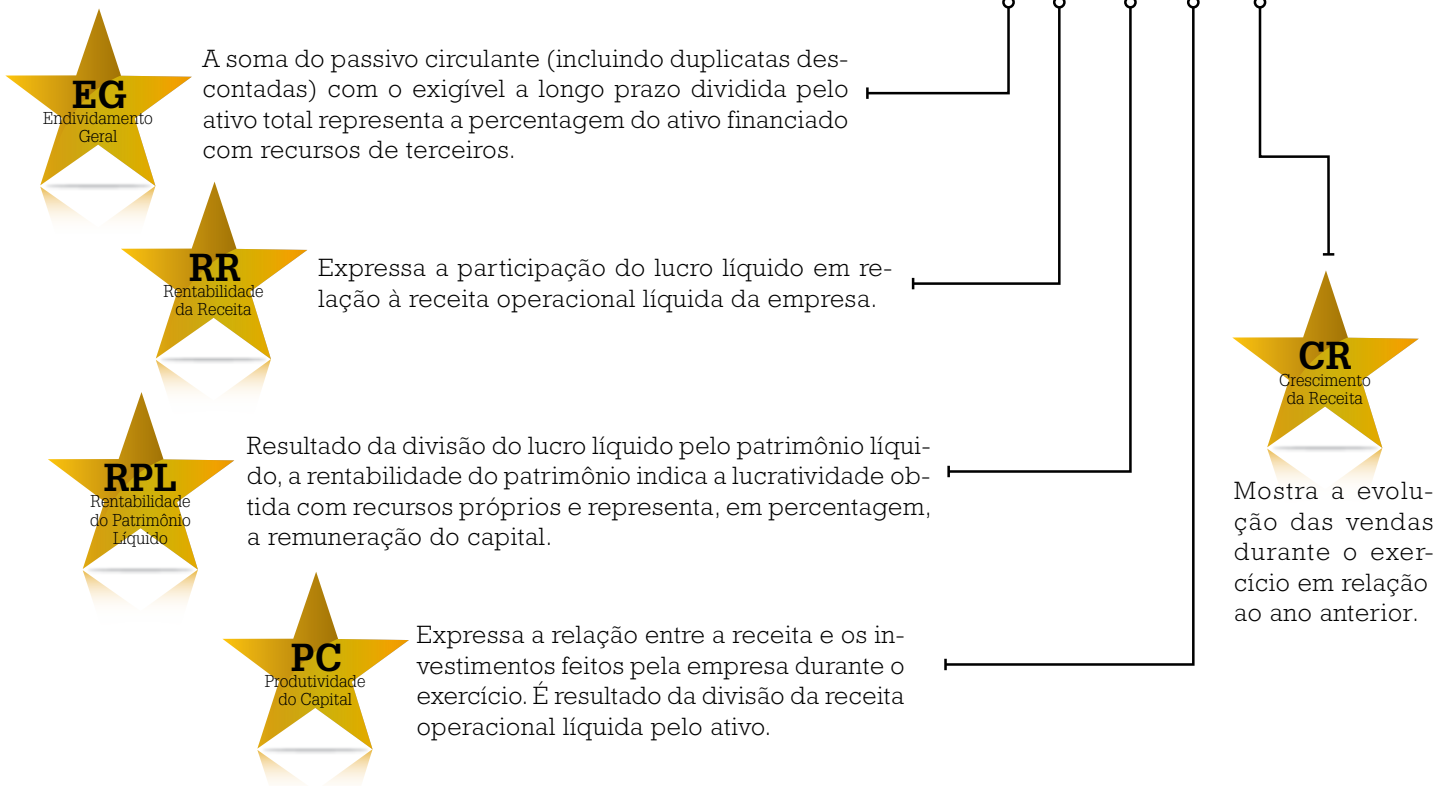 EG
Endividamento
Geral
A soma do passivo circulante (incluindo duplicatas des-
contadas) com o exigível a longo prazo dividida pelo
ativo total representa a percentagem do ativo financiado
com recursos de terceiros.
RR
Rentabilidade
da Receita
Expressa a participação do lucro líquido em re-
lação à receita operacional líquida da empresa.
CR
Crescimento
da Receita
Mostra a evolu-
ção das vendas
durante o exer-
cício em relação
ao ano anterior.
RPL
Rentabilidade
do Patrimônio
Líquido
Resultado da divisão do lucro líquido pelo patrimônio líqui-
do, a rentabilidade do patrimônio indica a lucratividade ob-
tida com recursos próprios e representa, em percentagem,
a remuneração do capital.
PC
Produtividade
do Capital
Expressa a relação entre a receita e os in-
vestimentos feitos pela empresa durante o
exercício. É resultado da divisão da receita
operacional líquida pelo ativo.